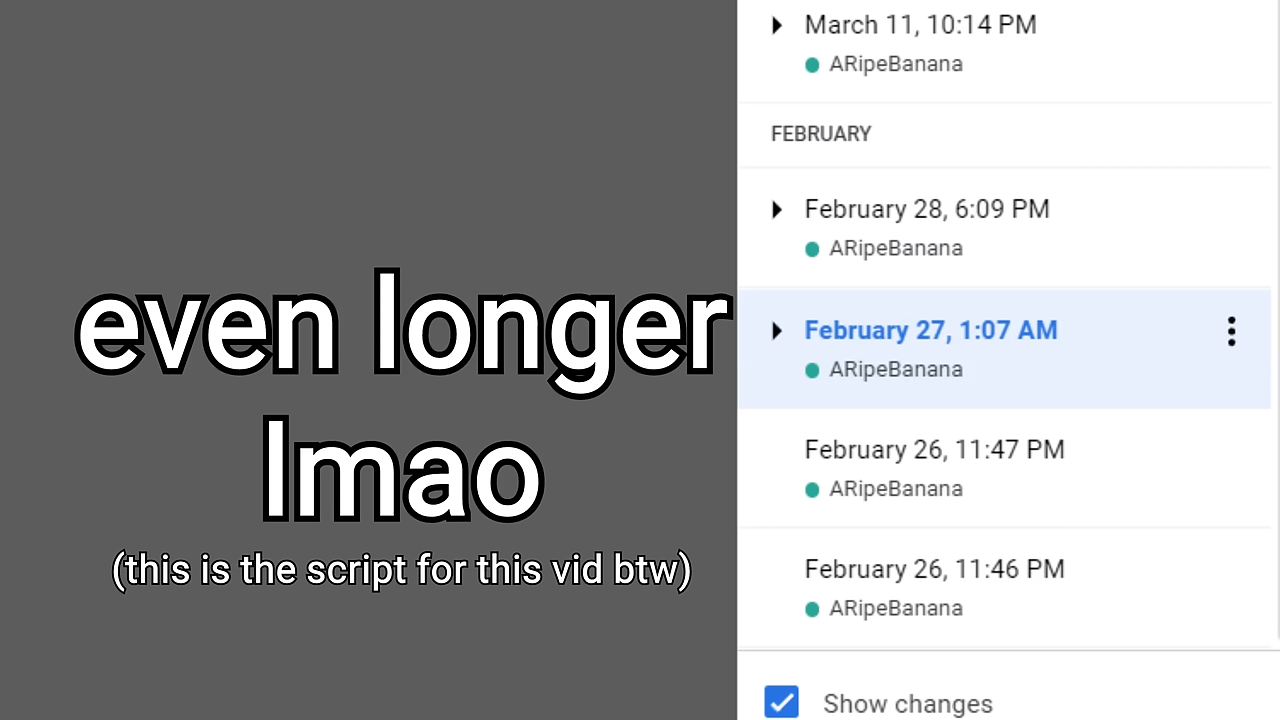 even longer
lmao
(this is the script for this vid btw)
March 11, 10:14 PM
ARipeBanana
FEBRUARY
February 28, 6:09 PM
ARipeBanana
February 27, 1:07 AM
ARipeBanana
February 26, 11:47 PM
ARipeBanana
February 26, 11:46 PM
ARipeBanana
Show changes